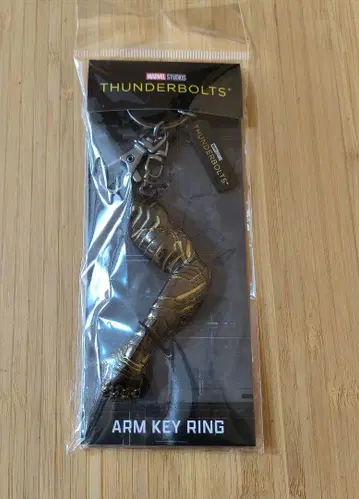 MARVEL STUDIOS
THUNDERBOLTS*
THUNDERBOLTS*
ARM KEY RING